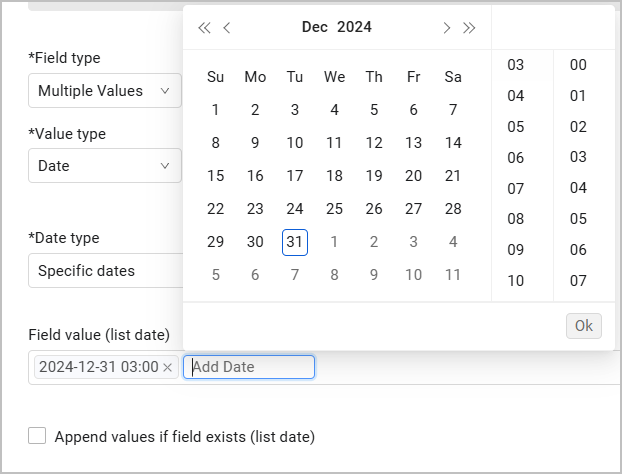 *Field type
Multiple Values
*Value type
Date
*Date type
Specific dates
Field value (list date)
2024-12-31 03:00
Add Date
Append values if field exists (list date)
Dec 2024
Su Mo Tu We Th Fr Sa
1 2 3 4 5 6 7
8 9 10 11 12 13 14
15 16 17 18 19 20 21
22 23 24 25 26 27 28
29 30 31 1 2 3 4
5 6 7 8 9 10 11
03 00
04 01
05 02
06 03
07 04
08 05
09 06
10 07
Ok